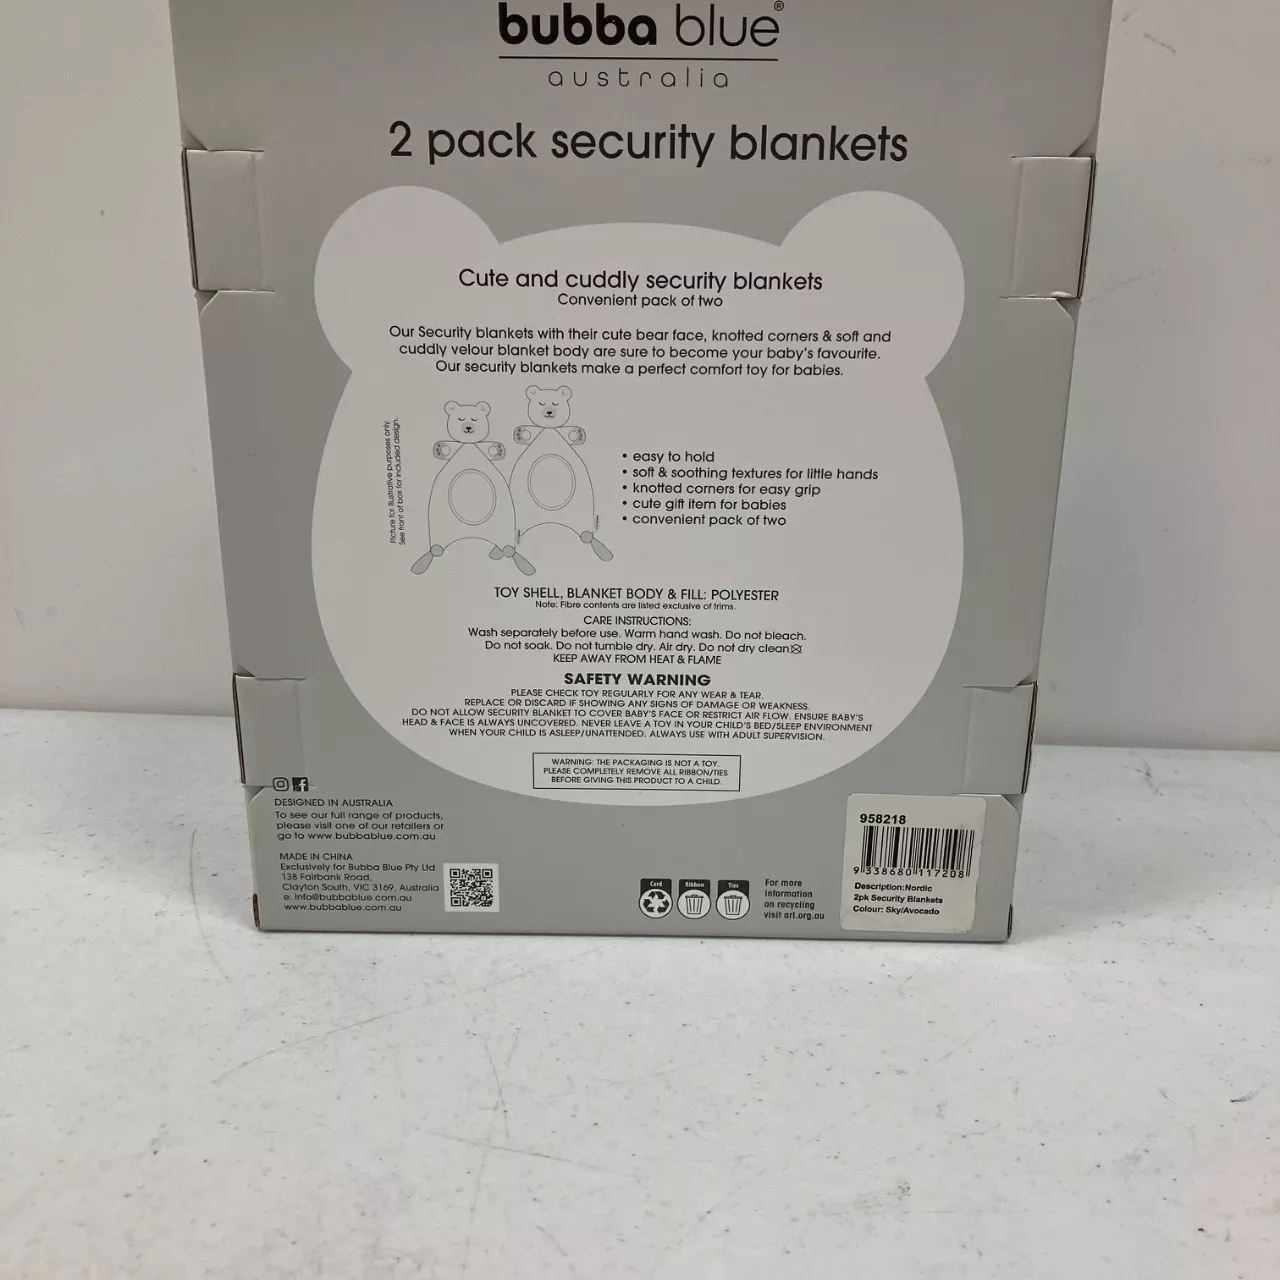 bubba blue®
australia
2 pack security blankets
Cute and cuddly security blankets
Convenient pack of two
Our Security blankets with their cute bear face, knotted corners & soft and
cuddly velour blanket body are sure to become your baby's favourite.
Our security blankets make a perfect comfort toy for babies.
Picture for illustrative purposes only.
See front of box for included design.
• easy to hold
• soft & soothing textures for little hands
• knotted corners for easy grip
• cute gift item for babies
• convenient pack of two
TOY SHELL, BLANKET BODY & FILL: POLYESTER
Note: Fibre contents are listed exclusive of trims.
CARE INSTRUCTIONS:
Wash separately before use. Warm hand wash. Do not bleach.
Do not soak. Do not tumble dry. Air dry. Do not dry clean
KEEP AWAY FROM HEAT & FLAME
SAFETY WARNING
PLEASE CHECK TOY REGULARLY FOR ANY WEAR & TEAR.
REPLACE OR DISCARD IF SHOWING ANY SIGNS OF DAMAGE OR WEAKNESS.
DO NOT ALLOW SECURITY BLANKET TO COVER BABY'S FACE OR RESTRICT AIR FLOW. ENSURE BABY'S
HEAD & FACE IS ALWAYS UNCOVERED. NEVER LEAVE A TOY IN YOUR CHILD'S BED/SLEEP ENVIRONMENT
WHEN YOUR CHILD IS ASLEEP/UNATTENDED. ALWAYS USE WITH ADULT SUPERVISION.
WARNING: THE PACKAGING IS NOT A TOY.
PLEASE COMPLETELY REMOVE ALL RIBBON/TIES
BEFORE GIVING THIS PRODUCT TO A CHILD.
DESIGNED IN AUSTRALIA
To see our full range of products,
please visit one of our retailers or
go to www.bubbablue.com.au
MADE IN CHINA
Exclusively for Bubba Blue Pty Ltd
138 Fairbank Road,
Clayton South, VIC 3169, Australia
e: info@bubbablue.com.au
www.bubbablue.com.au
Card
Ribbon
Ties
For more
information
on recycling
visit arl.org.au
958218
9 338680 117208
Description:Nordic
2pk Security Blankets
Colour: Sky/Avocado